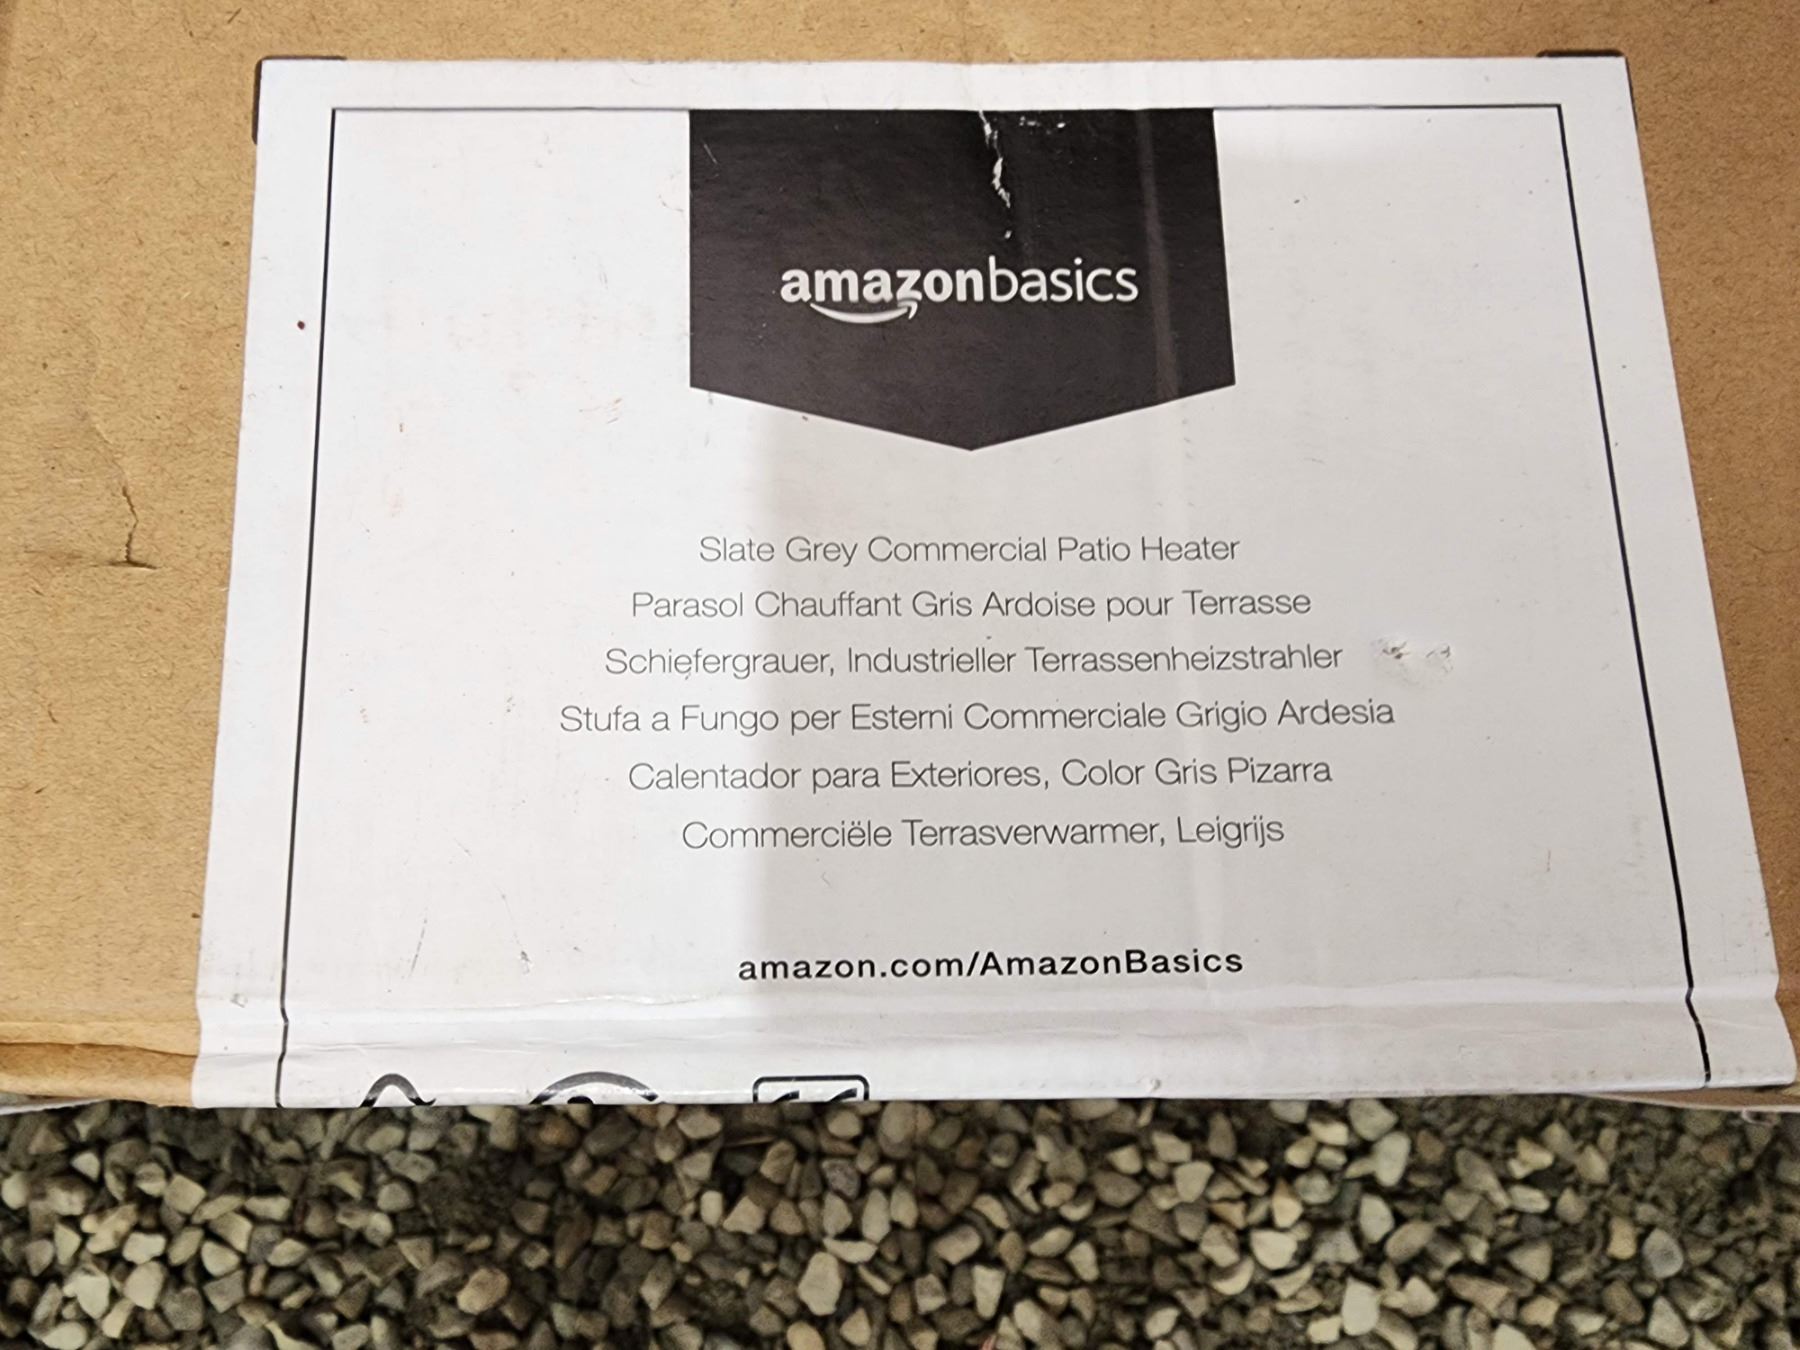 amazonbasics
Slate Grey Commercial Patio Heater
Parasol Chauffant Gris Ardoise pour Terrasse
Schiefergrauer, Industrieller Terrassenheizstrahler
Stufa a Fungo per Esterni Commerciale Grigio Ardesia
Calentador para Exteriores, Color Gris Pizarra
Commerciële Terrasverwarmer, Leigrijs
amazon.com/AmazonBasics